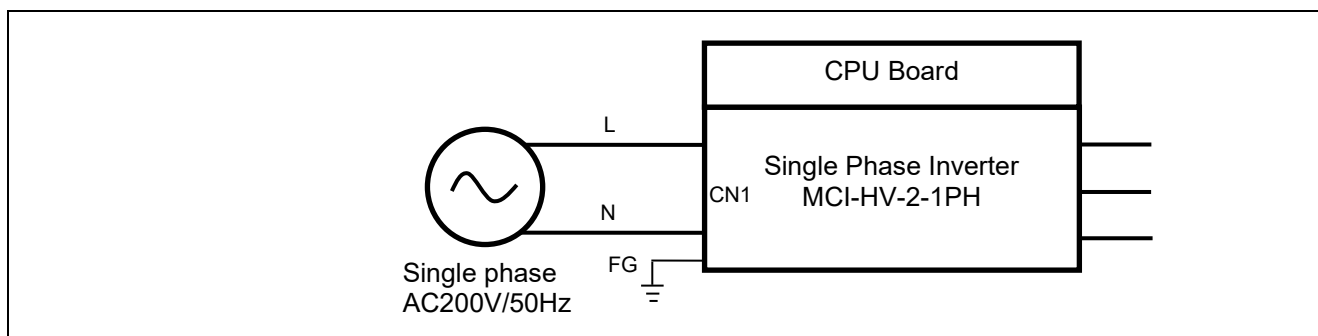 CPU Board
L
Single Phase Inverter
MCI-HV-2-1PH
CN1
N
FG
Single phase
AC200V/50Hz